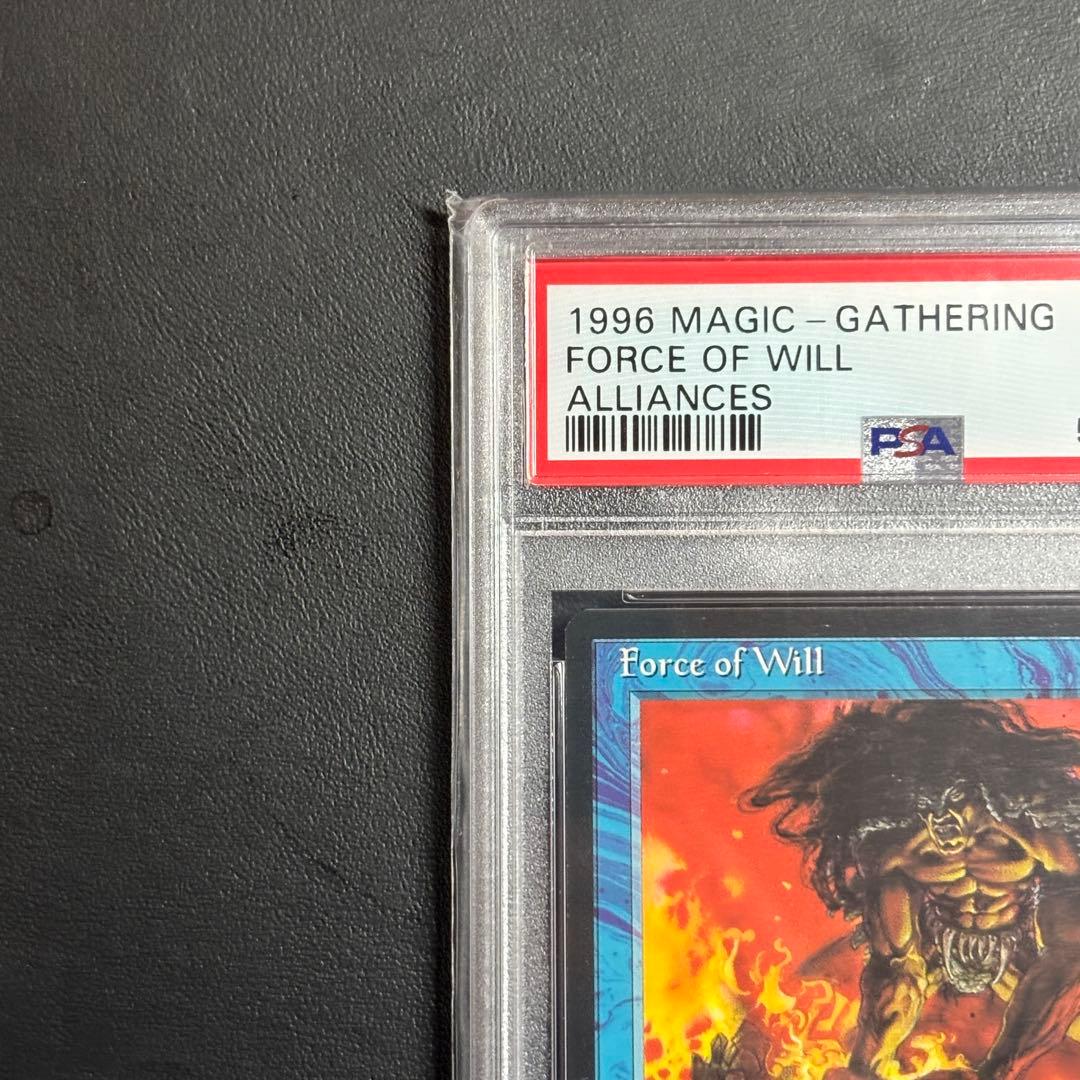 1996 MAGIC – GATHERING
FORCE OF WILL
ALLIANCES
PSA
Force of Will